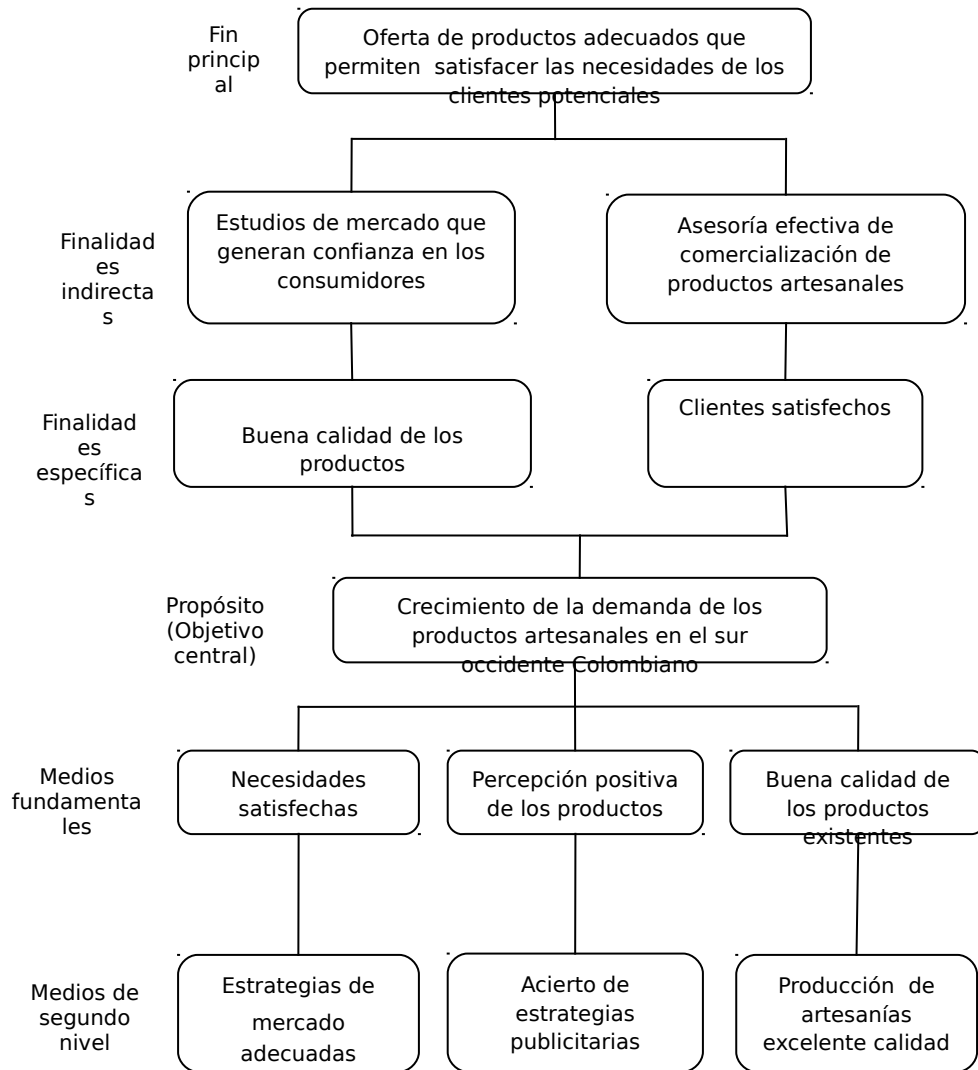 Fin
princip
al
Oferta de productos adecuados que
permiten  satisfacer las necesidades de los
clientes potenciales
Finalidad
es
indirecta
s
Estudios de mercado que
generan confianza en los
consumidores
Asesoría efectiva de
comercialización de
productos artesanales
Finalidad
es
específica
s
Buena calidad de los
productos
Clientes satisfechos
Propósito
(Objetivo
central)
Crecimiento de la demanda de los
productos artesanales en el sur
occidente Colombiano
Medios
fundamenta
les
Necesidades
satisfechas
Percepción positiva
de los productos
Buena calidad de
los productos
existentes
Medios de
segundo
nivel
Estrategias de
mercado
adecuadas
Acierto de
estrategias
publicitarias
Producción  de
artesanías
excelente calidad